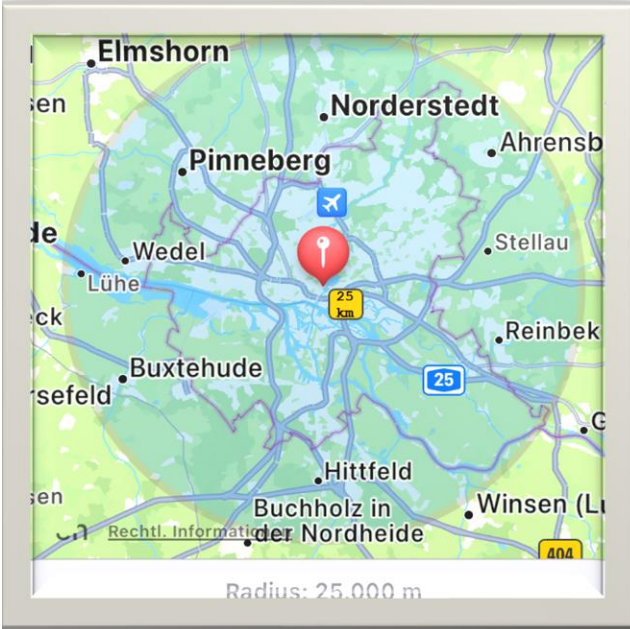 Elmshorn
sen
Norderstedt
Ahrensb
Pinneberg
de
Wedel
Stellau
Lühe
25
km
ck
Reinbek
Buxtehude
25
rsefeld
G
Hittfeld
sen
Buchholz in
der Nordheide
Winsen (Lu
Rechtl. Informationen
404
Radius: 25.000 m